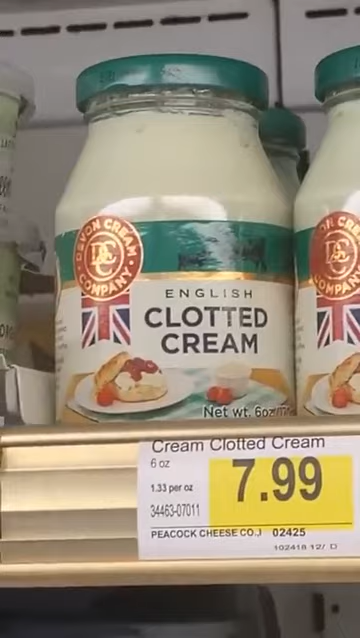 DEVON CREAM
COMPANY
DCC
ENGLISH
CLOTTED
CREAM
Net wt. 6oz
Cream Clotted Cream
6 oz
1.33 per oz
7.99
34463-07011
PEACOCK CHEESE CO.) 02425
102418 12/ D